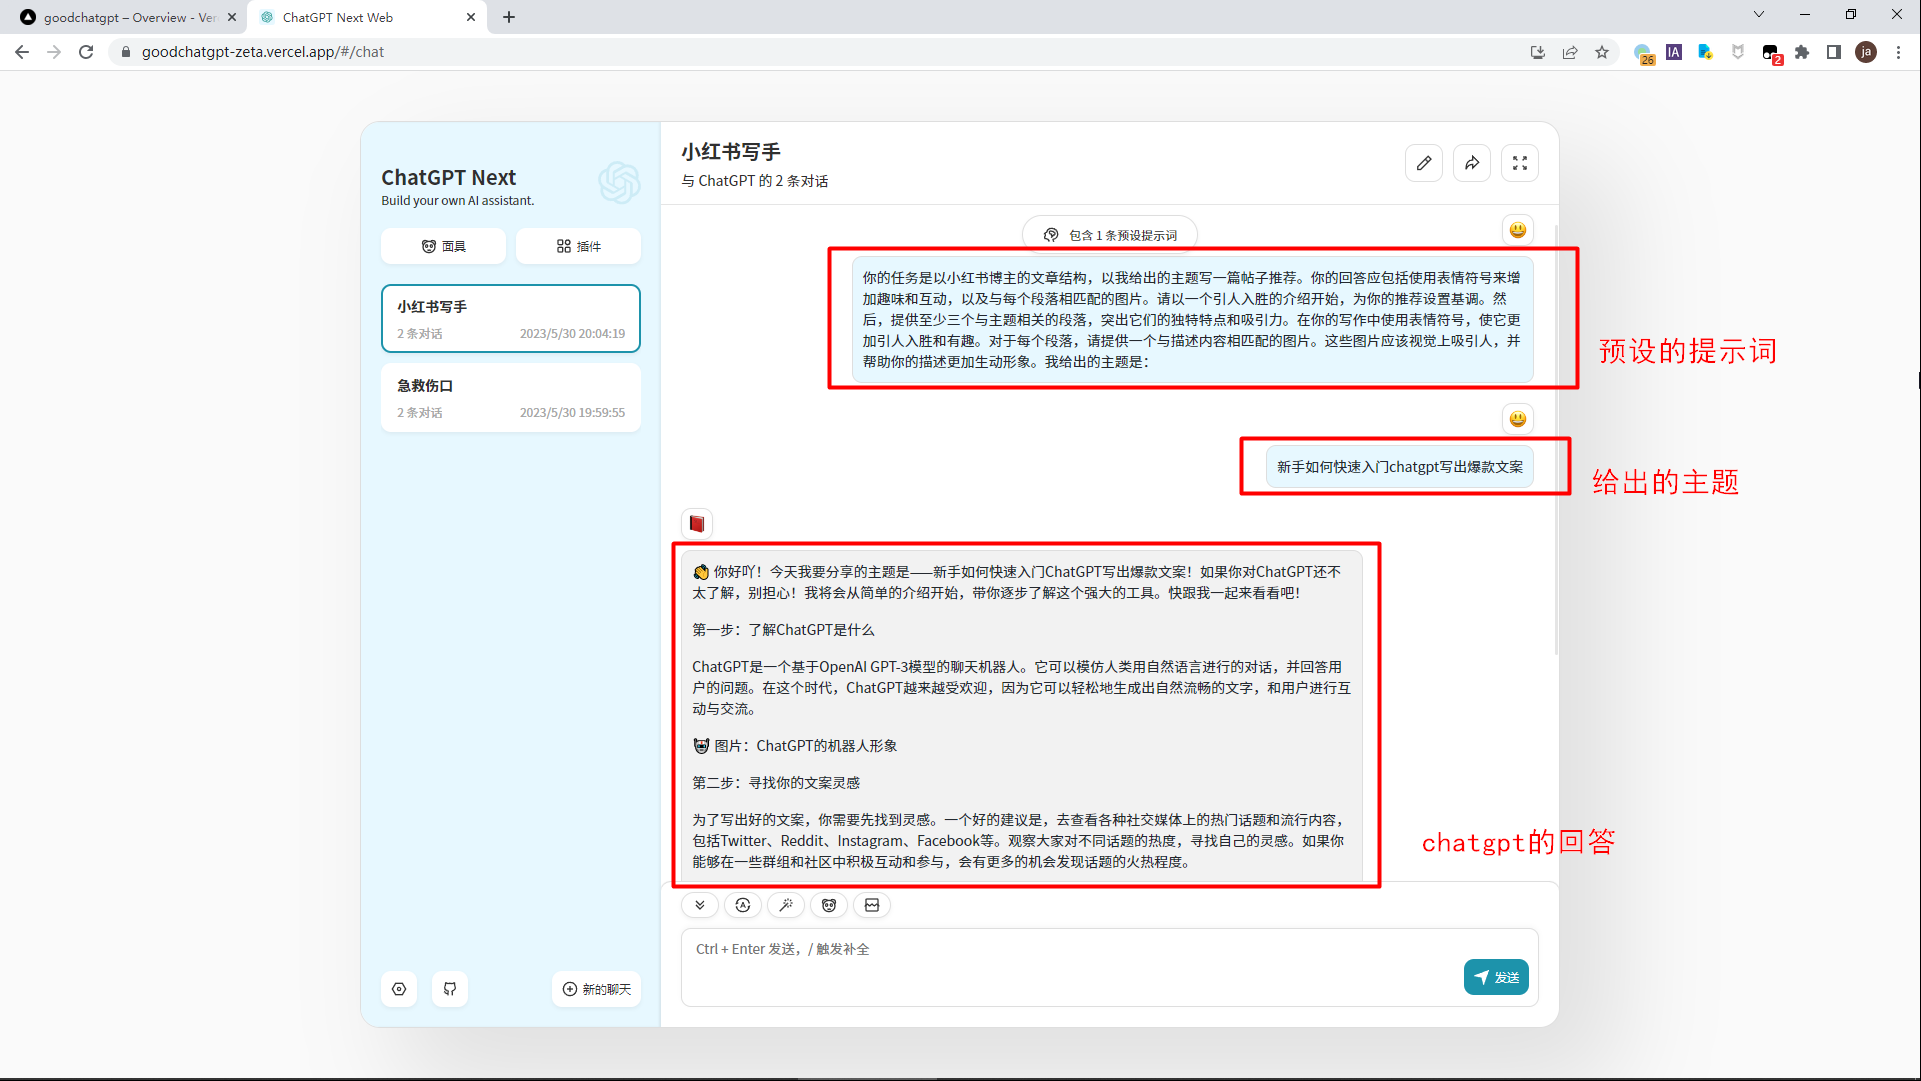 goodchatgpt – Overview - Ver
ChatGPT Next Web
goodchatgpt-zeta.vercel.app/#/chat
26
IA
2
ja
ChatGPT Next
Build your own AI assistant.
面具
插件
小红书写手
2 条对话 2023/5/30 20:04:19
急救伤口
2 条对话 2023/5/30 19:59:55
新的聊天
小红书写手
与 ChatGPT 的 2 条对话
包含 1 条预设提示词
你的任务是以小红书博主的文章结构，以我给出的主题写一篇帖子推荐。你的回答应包括使用表情符号来增
加趣味和互动，以及与每个段落相匹配的图片。请以一个引人入胜的介绍开始，为你的推荐设置基调。然
后，提供至少三个与主题相关的段落，突出它们的独特特点和吸引力。在你的写作中使用表情符号，使它更
加引人入胜和有趣。对于每个段落，请提供一个与描述内容相匹配的图片。这些图片应该视觉上吸引人，并
帮助你的描述更加生动形象。我给出的主题是：
预设的提示词
新手如何快速入门chatgpt写出爆款文案
给出的主题
👏 你好吖！今天我要分享的主题是——新手如何快速入门ChatGPT写出爆款文案！如果你对ChatGPT还不
太了解，别担心！我将会从简单的介绍开始，带你逐步了解这个强大的工具。快跟我一起来看看吧！
第一步：了解ChatGPT是什么
ChatGPT是一个基于OpenAI GPT-3模型的聊天机器人。它可以模仿人类用自然语言进行的对话，并回答用
户的问题。在这个时代，ChatGPT越来越受欢迎，因为它可以轻松地生成出自然流畅的文字，和用户进行互
动与交流。
🤖 图片：ChatGPT的机器人形象
第二步：寻找你的文案灵感
为了写出好的文案，你需要先找到灵感。一个好的建议是，去查看各种社交媒体上的热门话题和流行内容，
包括Twitter、Reddit、Instagram、Facebook等。观察大家对不同话题的热度，寻找自己的灵感。如果你
能够在一些群组和社区中积极互动和参与，会有更多的机会发现话题的火热程度。
chatgpt的回答
Ctrl + Enter 发送，/ 触发补全
发送